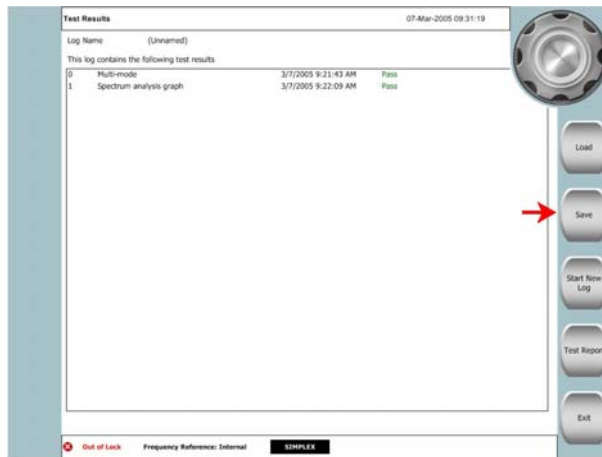 Test Results 07-Mar-2005 09:31:19
Log Name (Unnamed)
This log contains the following test results
0 Multi-mode 3/7/2005 9:21:43 AM Pass
1 Spectrum analysis graph 3/7/2005 9:22:09 AM Pass
Load
Save
Start New
Log
Test Repor
Exit
Out of Lock Frequency Reference: Internal SIMPLEX